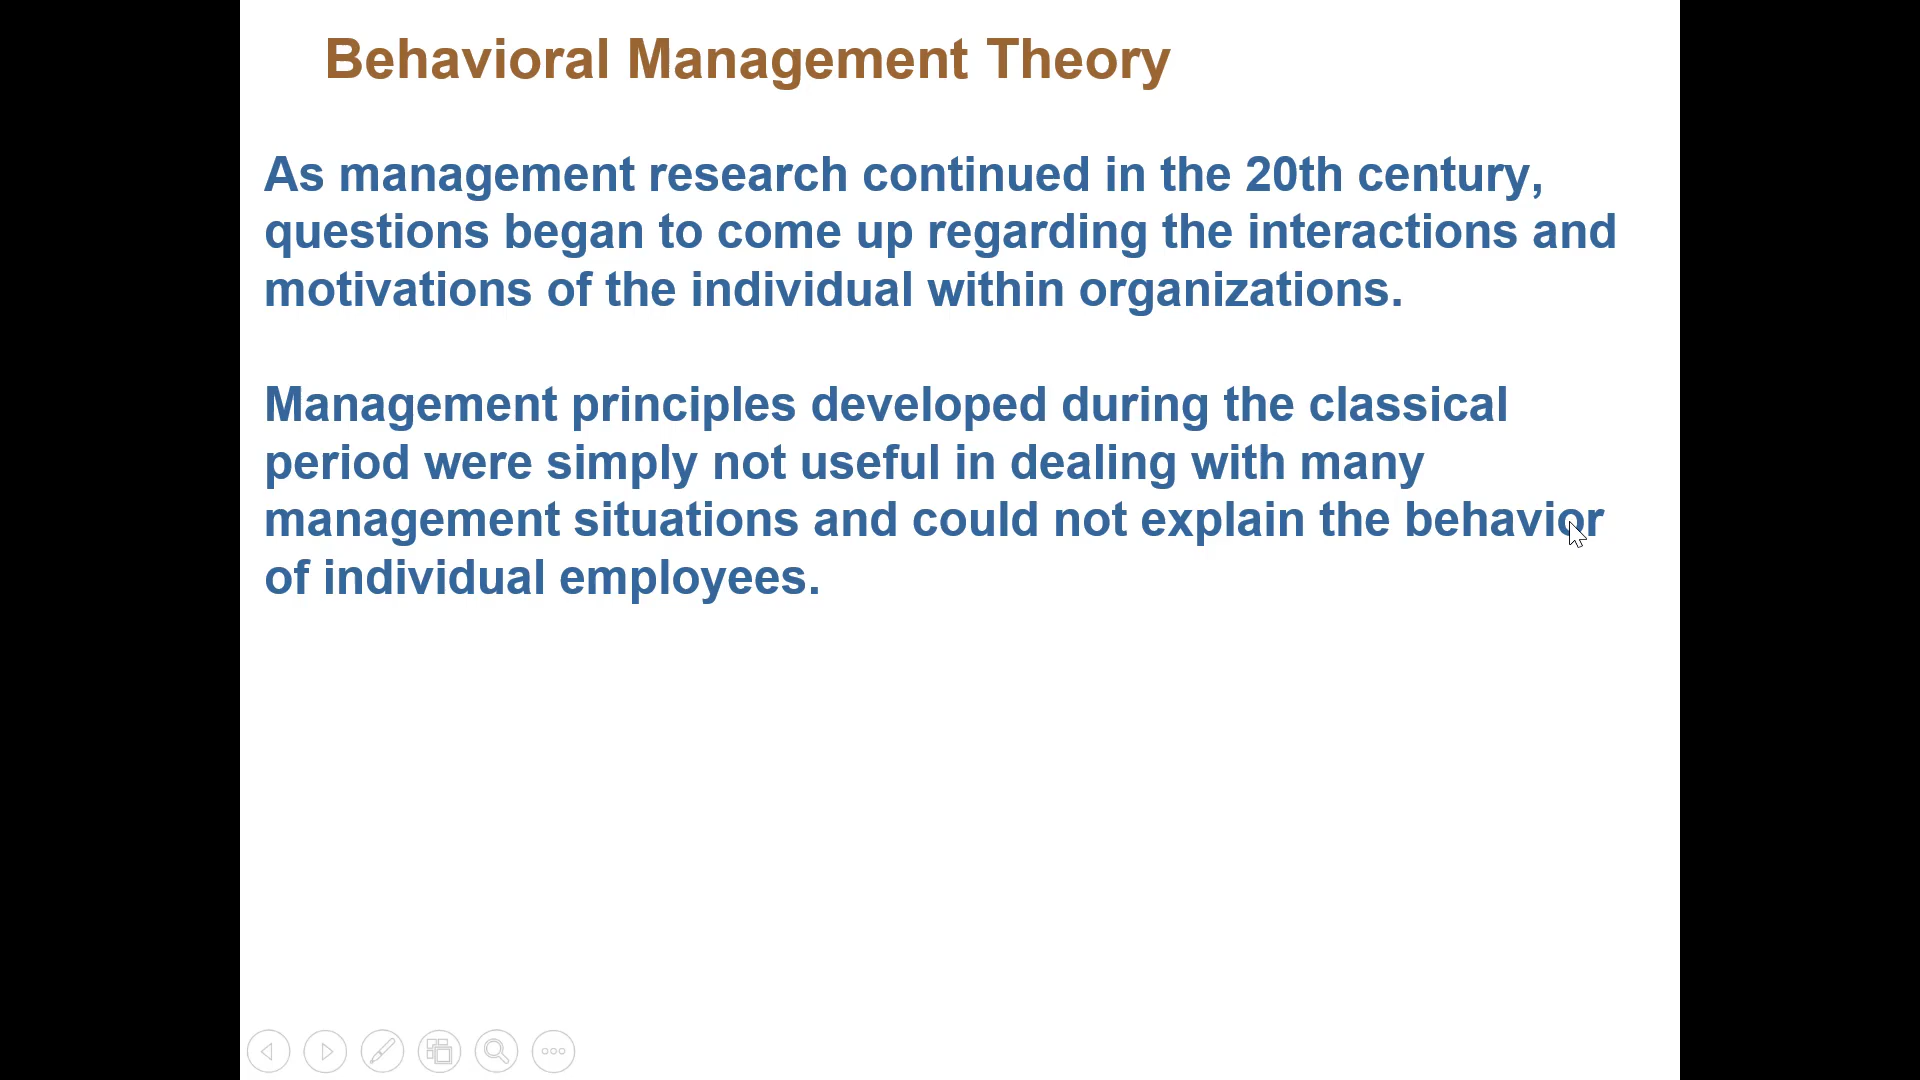 Behavioral Management Theory
As management research continued in the 20th century,
questions began to come up regarding the interactions and
motivations of the individual within organizations.
Management principles developed during the classical
period were simply not useful in dealing with many
management situations and could not explain the behavior
of individual employees.